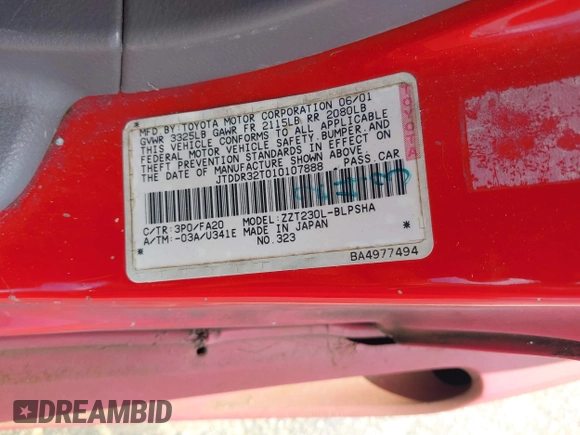 MFD BY: TOYOTA MOTOR CORPORATION 06/01
GVWR 3325LB GAWR FR 2115LB RR 2080LB
THIS VEHICLE CONFORMS TO ALL APPLICABLE
FEDERAL MOTOR VEHICLE SAFETY, BUMPER, AND
THEFT PREVENTION STANDARDS IN EFFECT ON
THE DATE OF MANUFACTURE SHOWN ABOVE.
JTDDR32T010107888 PASS. CAR
C/TR: 3P0/FA20 MODEL: ZZT230L-BLPSHA
A/TM: -03A/U341E MADE IN JAPAN
NO. 323
BA4977494
DREAMBID